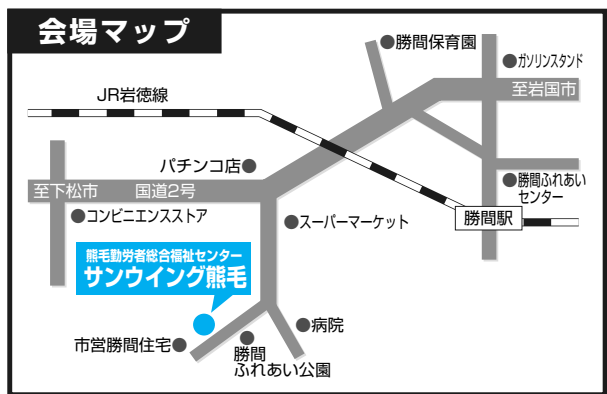 会場マップ
勝間保育園
ガソリンスタンド
至岩国市
JR岩徳線
パチンコ店
至下松市
国道2号
勝間ふれあい
センター
コンビニエンスストア
スーパーマーケット
勝間駅
熊毛勤労者総合福祉センター
サンウイング熊毛
病院
市営勝間住宅
勝間
ふれあい公園